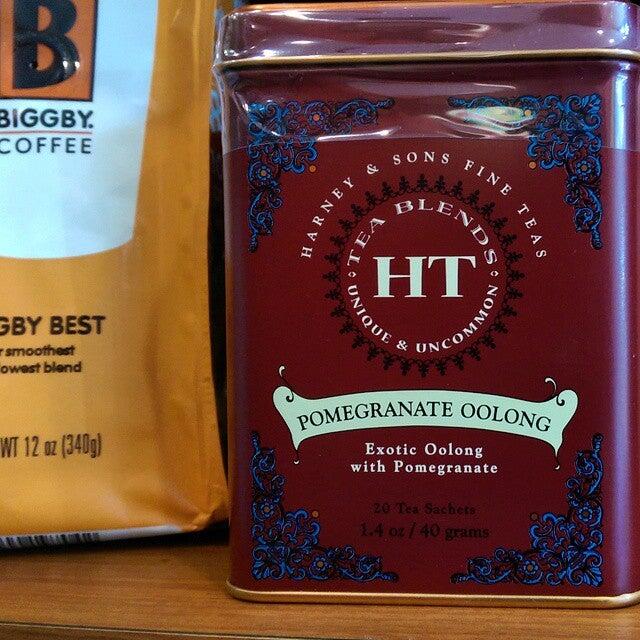 B
BIGGBY.
COFFEE
GBY BEST
smoothest
lowest blend
WT 12 oz (340g)
HARNEY & SONS FINE TEAS
TEA BLENDS
HT
UNIQUE & UNCOMMON
POMEGRANATE OOLONG
Exotic Oolong
with Pomegranate
20 Tea Sachets
1.4 oz / 40 grams